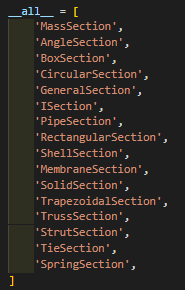 __all__ = [
    'MassSection',
    'AngleSection',
    'BoxSection',
    'CircularSection',
    'GeneralSection',
    'ISection',
    'PipeSection',
    'RectangularSection',
    'ShellSection',
    'MembraneSection',
    'SolidSection',
    'TrapezoidalSection',
    'TrussSection',
    'StrutSection',
    'TieSection',
    'SpringSection',
]